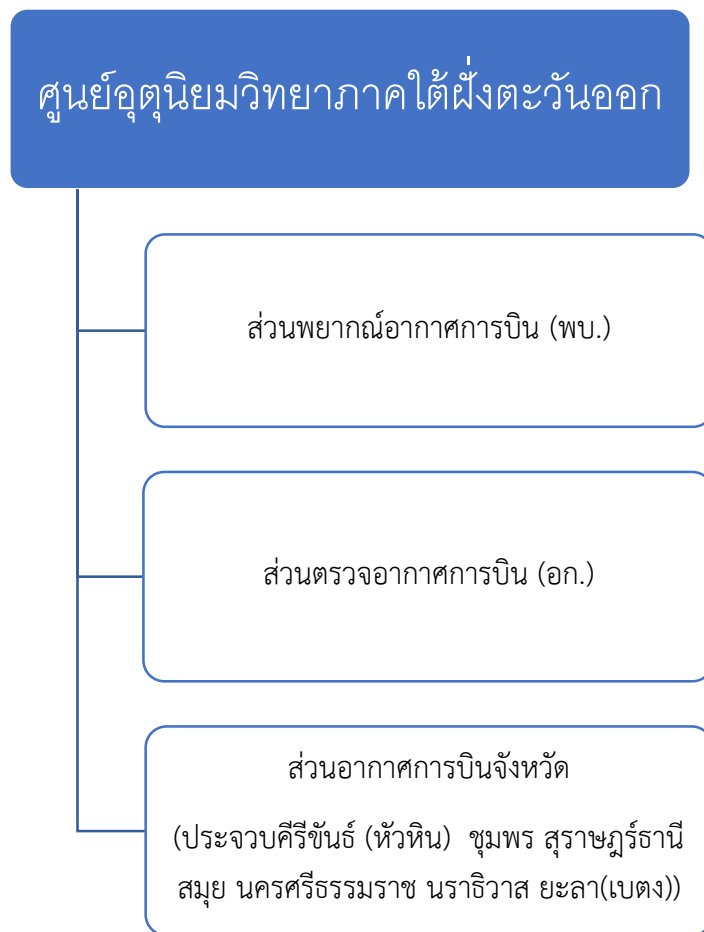 ศูนย์อุตุนิยมวิทยาภาคใต้ฝั่งตะวันออก
ส่วนพยากณ์อากาศการบิน (พบ.)
ส่วนตรวจอากาศการบิน (อก.)
ส่วนอากาศการบินจังหวัด
(ประจวบคีรีขันธ์ (หัวหิน) ชุมพร สุราษฎร์ธานี
สมุย นครศรีธรรมราช นราธิวาส ยะลา(เบตง))